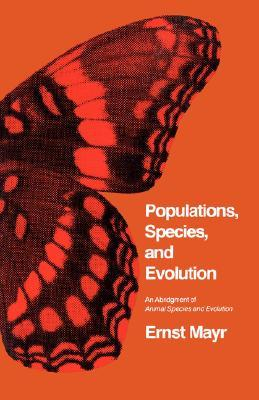 Populations,
Species,
and
Evolution
An Abridgment of
Animal Species and Evolution
Ernst Mayr